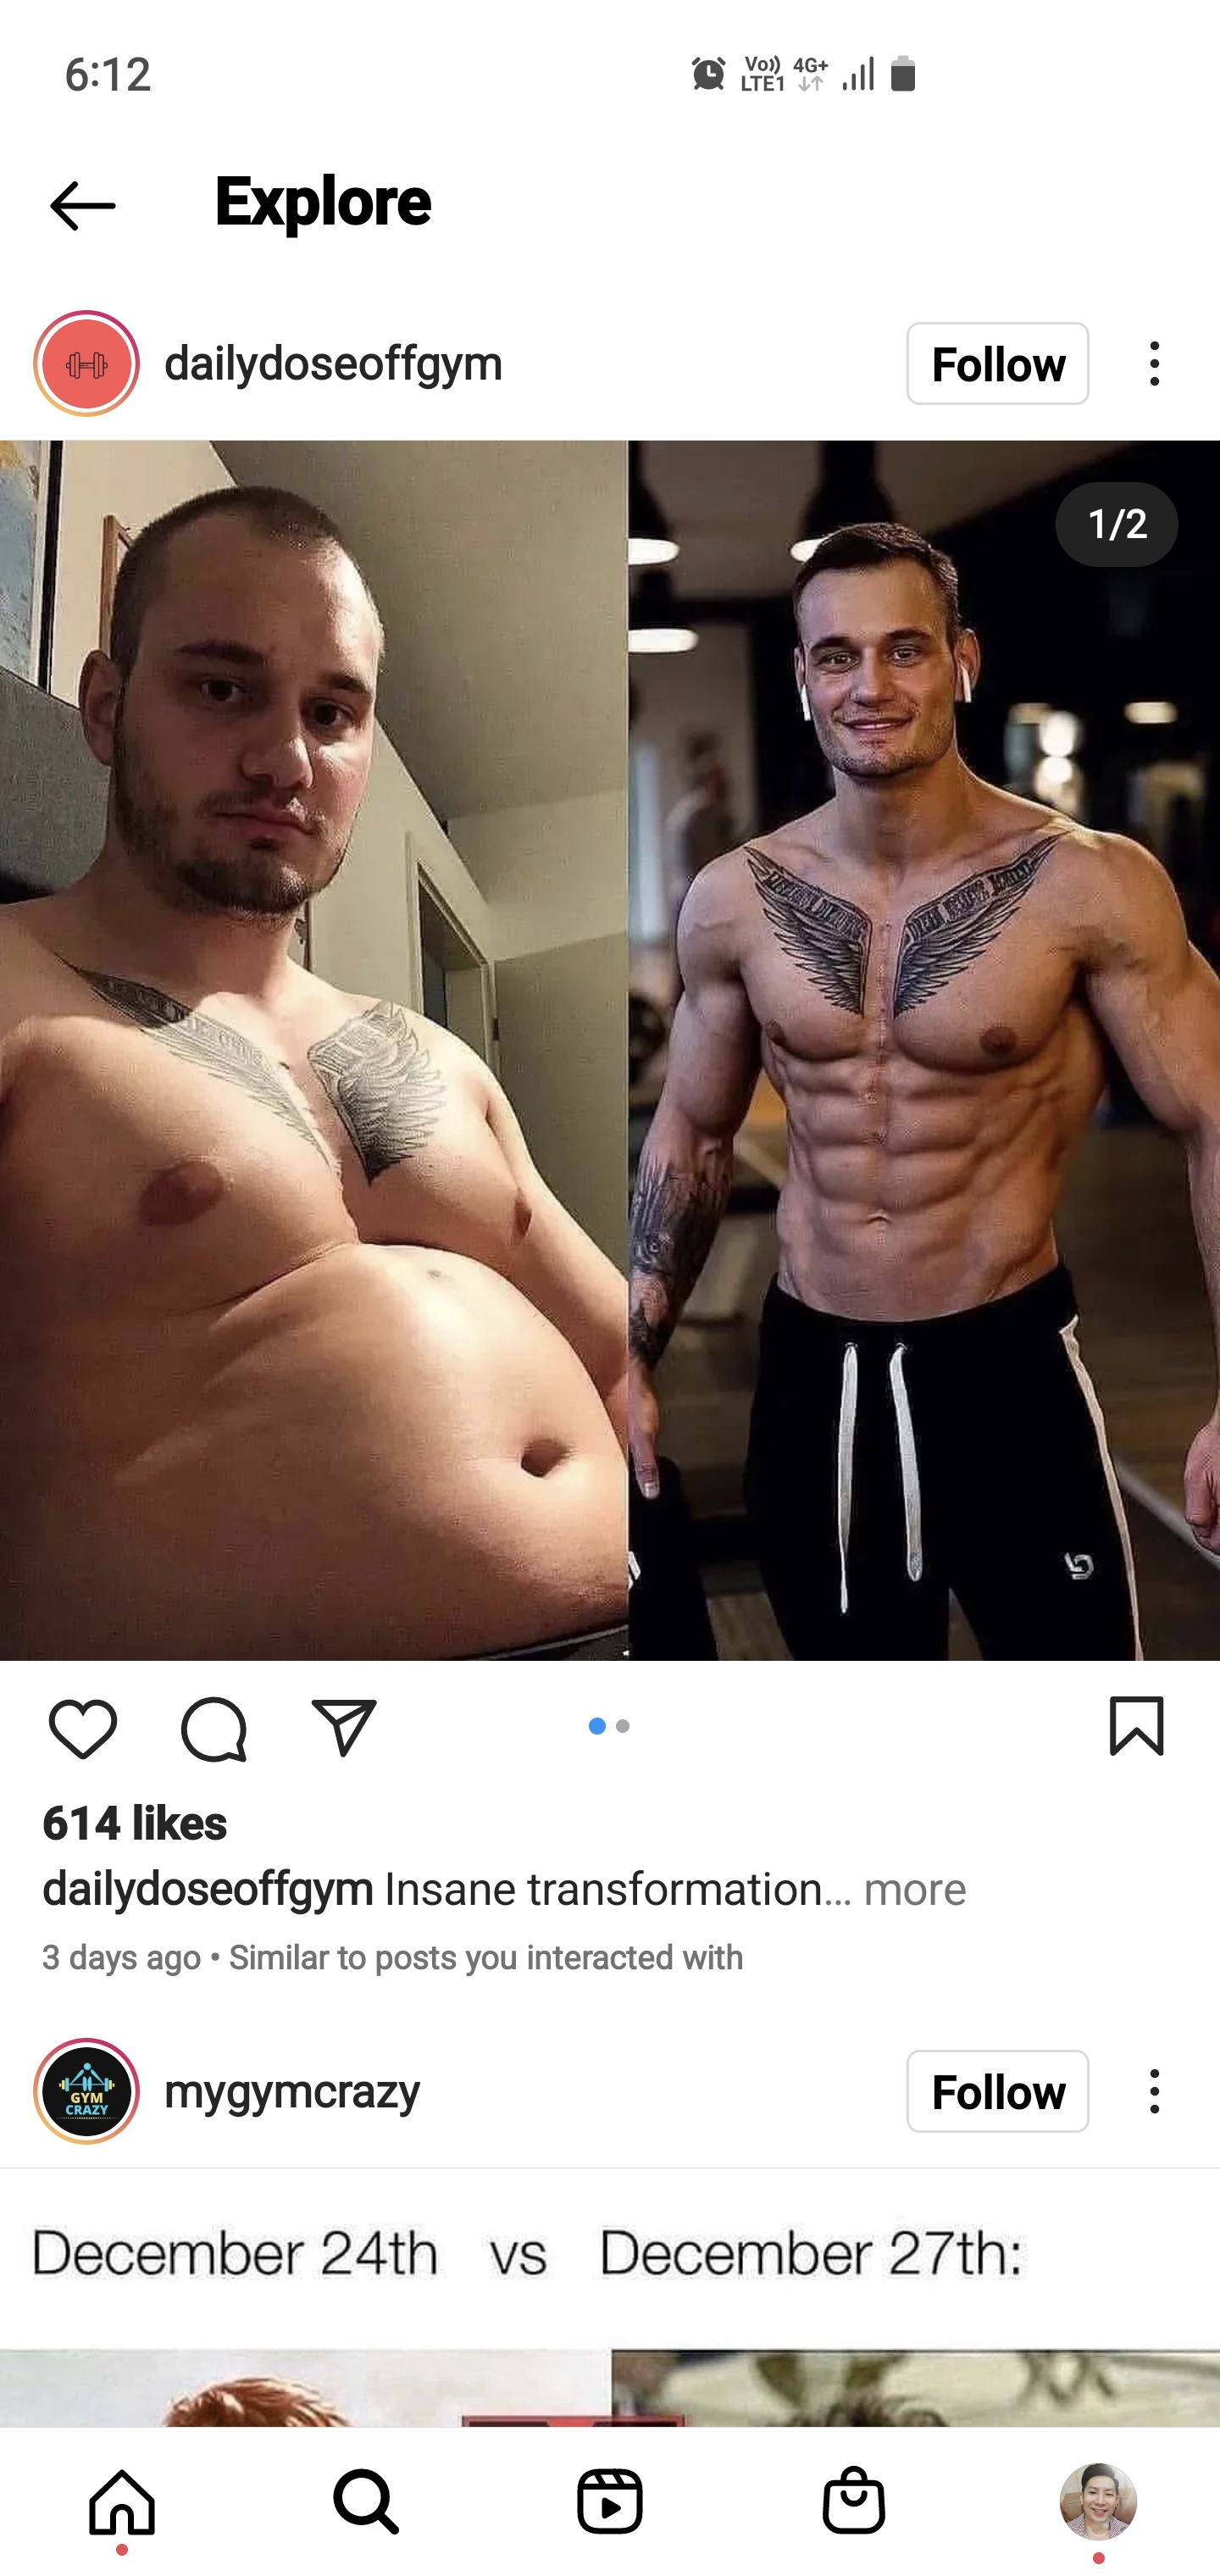 6:12
Vo)) 4G+
LTE1
Explore
dailydoseoffgym Follow
1/2
614 likes
dailydoseoffgym Insane transformation... more
3 days ago • Similar to posts you interacted with
GYM
CRAZY
mygymcrazy Follow
December 24th vs December 27th: